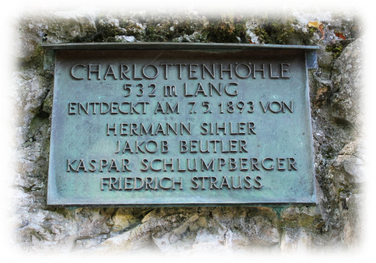 CHARLOTTENHÖHLE
532 m LANG
ENTDECKT AM 7.5.1893 VON
HERMANN SIHLER
JAKOB BEUTLER
KASPAR SCHLUMPBERGER
FRIEDRICH STRAUSS